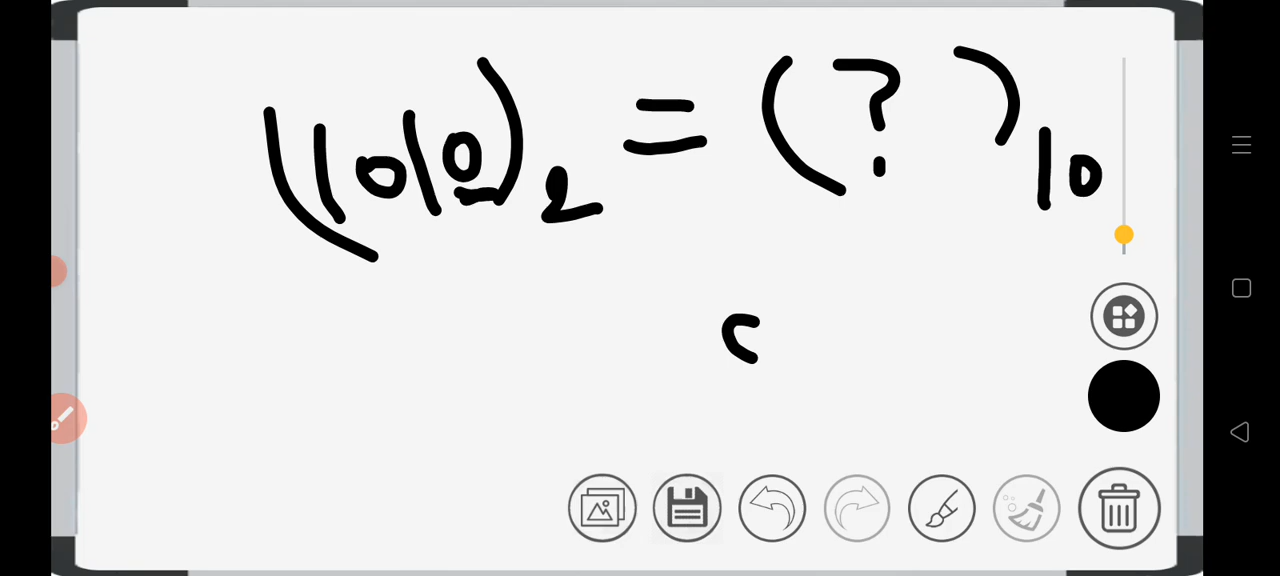 (1010)₂ = (?)₁₀
c